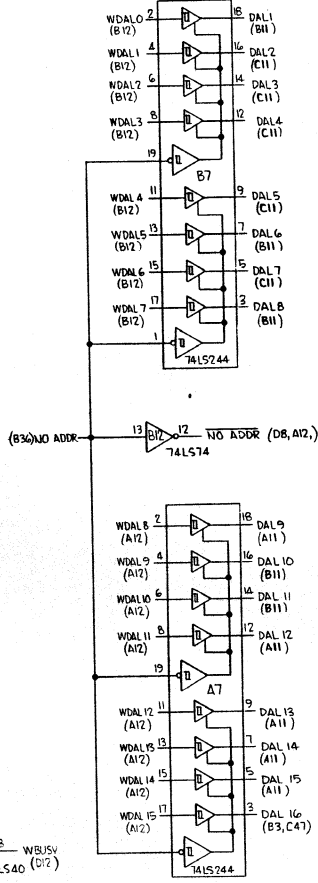 WDAL0 2 18 DAL1
(B12) (B11)
WDAL1 4 16 DAL2
(B12) (C11)
WDAL2 6 14 DAL3
(B12) (C11)
WDAL3 8 12 DAL4
(B12) (C11)
19
B7
WDAL4 11 9 DAL5
(B12) (C11)
WDAL5 13 7 DAL6
(B12) (B11)
WDAL6 15 5 DAL7
(B12) (C11)
WDAL7 17 3 DAL8
(B12) (B11)
1
74LS244
(B36) NO ADDR 13 B12 12 NO ADDR (D8, A12,)
74LS74
WDAL8 2 18 DAL9
(A12) (A11)
WDAL9 4 16 DAL10
(A12) (B11)
WDAL10 6 14 DAL 11
(A12) (B11)
WDAL11 8 12 DAL 12
(A12) (A11)
19
A7
WDAL12 11 9 DAL 13
(A12) (A11)
WDAL13 13 7 DAL 14
(A12) (A11)
WDAL14 15 5 DAL 15
(A12) (A11)
WDAL15 17 3 DAL 16
(A12) (B3, C47)
1
74LS244
WBUSV
(D12)
LS40